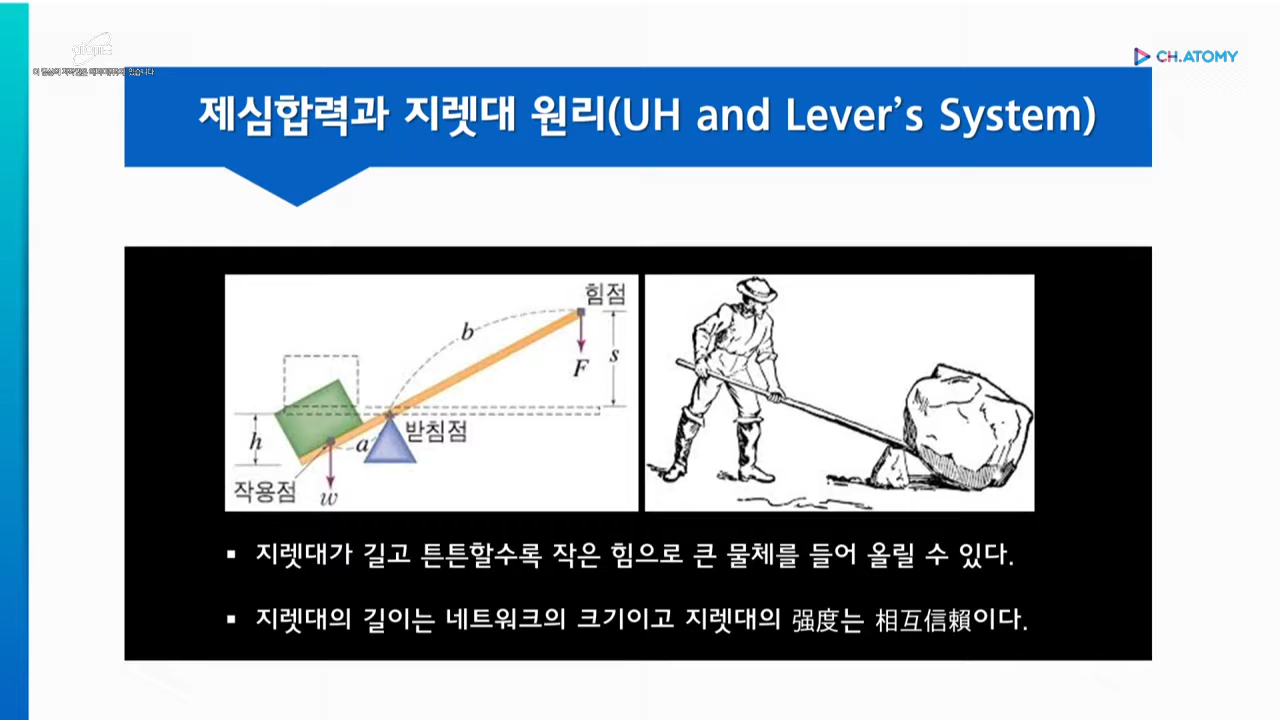 CH.ATOMY
제심합력과 지렛대 원리(UH and Lever’s System)
힘점
b
F
s
h
a
받침점
작용점
w
▪ 지렛대가 길고 튼튼할수록 작은 힘으로 큰 물체를 들어 올릴 수 있다.
▪ 지렛대의 길이는 네트워크의 크기이고 지렛대의 强度는 相互信賴이다.